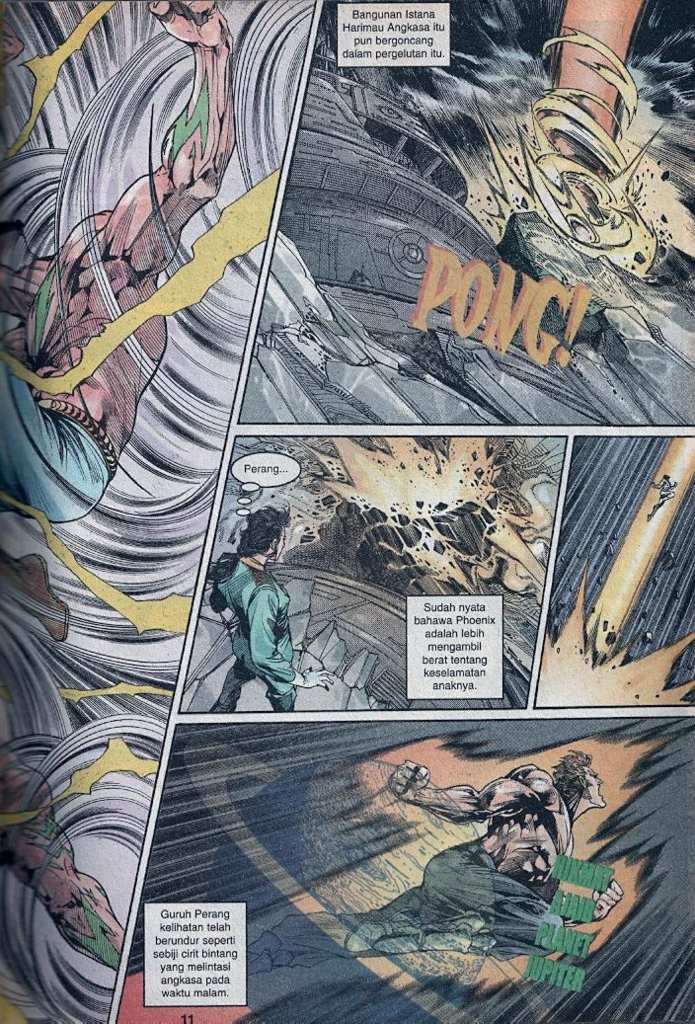 Bangunan Istana
Harimau Angkasa itu
pun bergoncang
dalam pergelutan itu.
PONG!
Perang...
Sudah nyata
bahawa Phoenix
adalah lebih
mengambil
berat tentang
keselamatan
anaknya.
PLANET
JUPITER
Guruh Perang
kelihatan telah
berundur seperti
sebiji cirit bintang
yang melintasi
angkasa pada
waktu malam.
11